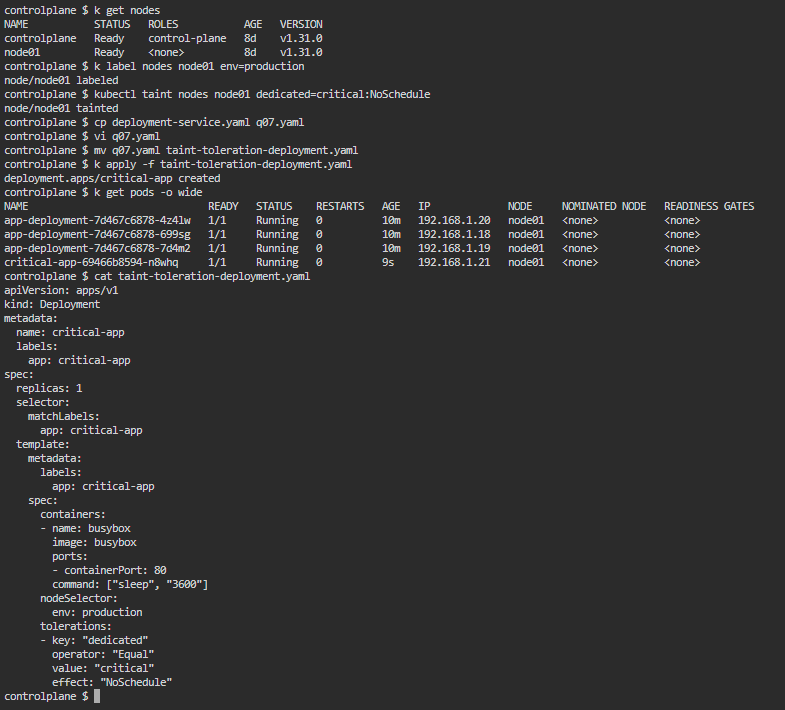 controlplane $ k get nodes
NAME STATUS ROLES AGE VERSION
controlplane Ready control-plane 8d v1.31.0
node01 Ready <none> 8d v1.31.0
controlplane $ k label nodes node01 env=production
node/node01 labeled
controlplane $ kubectl taint nodes node01 dedicated=critical:NoSchedule
node/node01 tainted
controlplane $ cp deployment-service.yaml q07.yaml
controlplane $ vi q07.yaml
controlplane $ mv q07.yaml taint-toleration-deployment.yaml
controlplane $ k apply -f taint-toleration-deployment.yaml
deployment.apps/critical-app created
controlplane $ k get pods -o wide
NAME READY STATUS RESTARTS AGE IP NODE NOMINATED NODE READINESS GATES
app-deployment-7d467c6878-4z4lw 1/1 Running 0 10m 192.168.1.20 node01 <none> <none>
app-deployment-7d467c6878-699sg 1/1 Running 0 10m 192.168.1.18 node01 <none> <none>
app-deployment-7d467c6878-7d4m2 1/1 Running 0 10m 192.168.1.19 node01 <none> <none>
critical-app-69466b8594-n8whq 1/1 Running 0 9s 192.168.1.21 node01 <none> <none>
controlplane $ cat taint-toleration-deployment.yaml
apiVersion: apps/v1
kind: Deployment
metadata:
  name: critical-app
  labels:
    app: critical-app
spec:
  replicas: 1
  selector:
    matchLabels:
      app: critical-app
  template:
    metadata:
      labels:
        app: critical-app
    spec:
      containers:
      - name: busybox
        image: busybox
        ports:
        - containerPort: 80
        command: ["sleep", "3600"]
      nodeSelector:
        env: production
      tolerations:
      - key: "dedicated"
        operator: "Equal"
        value: "critical"
        effect: "NoSchedule"
controlplane $